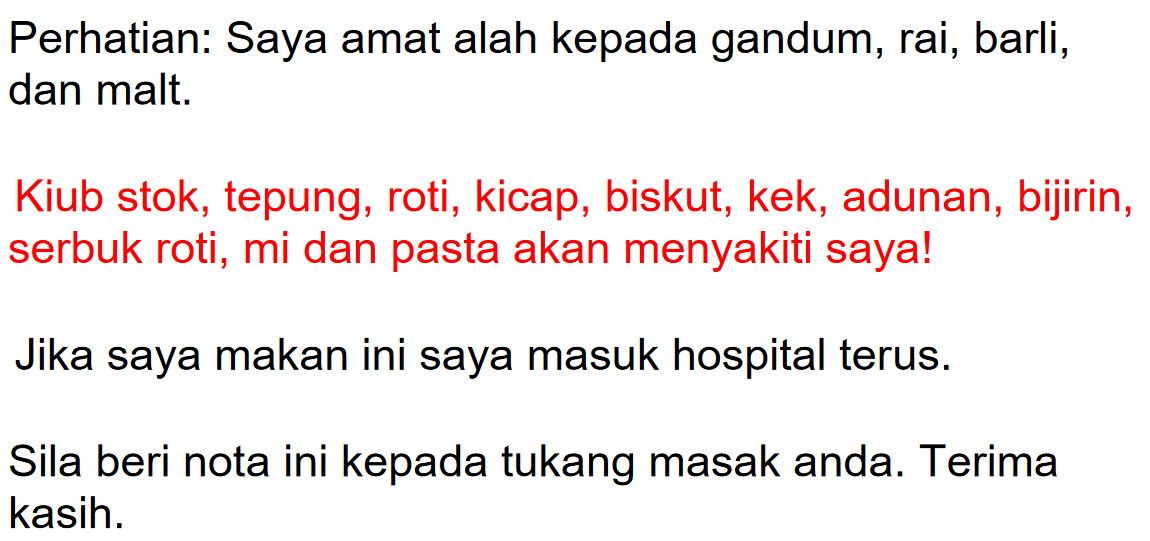 Perhatian: Saya amat alah kepada gandum, rai, barli,
dan malt.
Kiub stok, tepung, roti, kicap, biskut, kek, adunan, bijirin,
serbuk roti, mi dan pasta akan menyakiti saya!
Jika saya makan ini saya masuk hospital terus.
Sila beri nota ini kepada tukang masak anda. Terima
kasih.